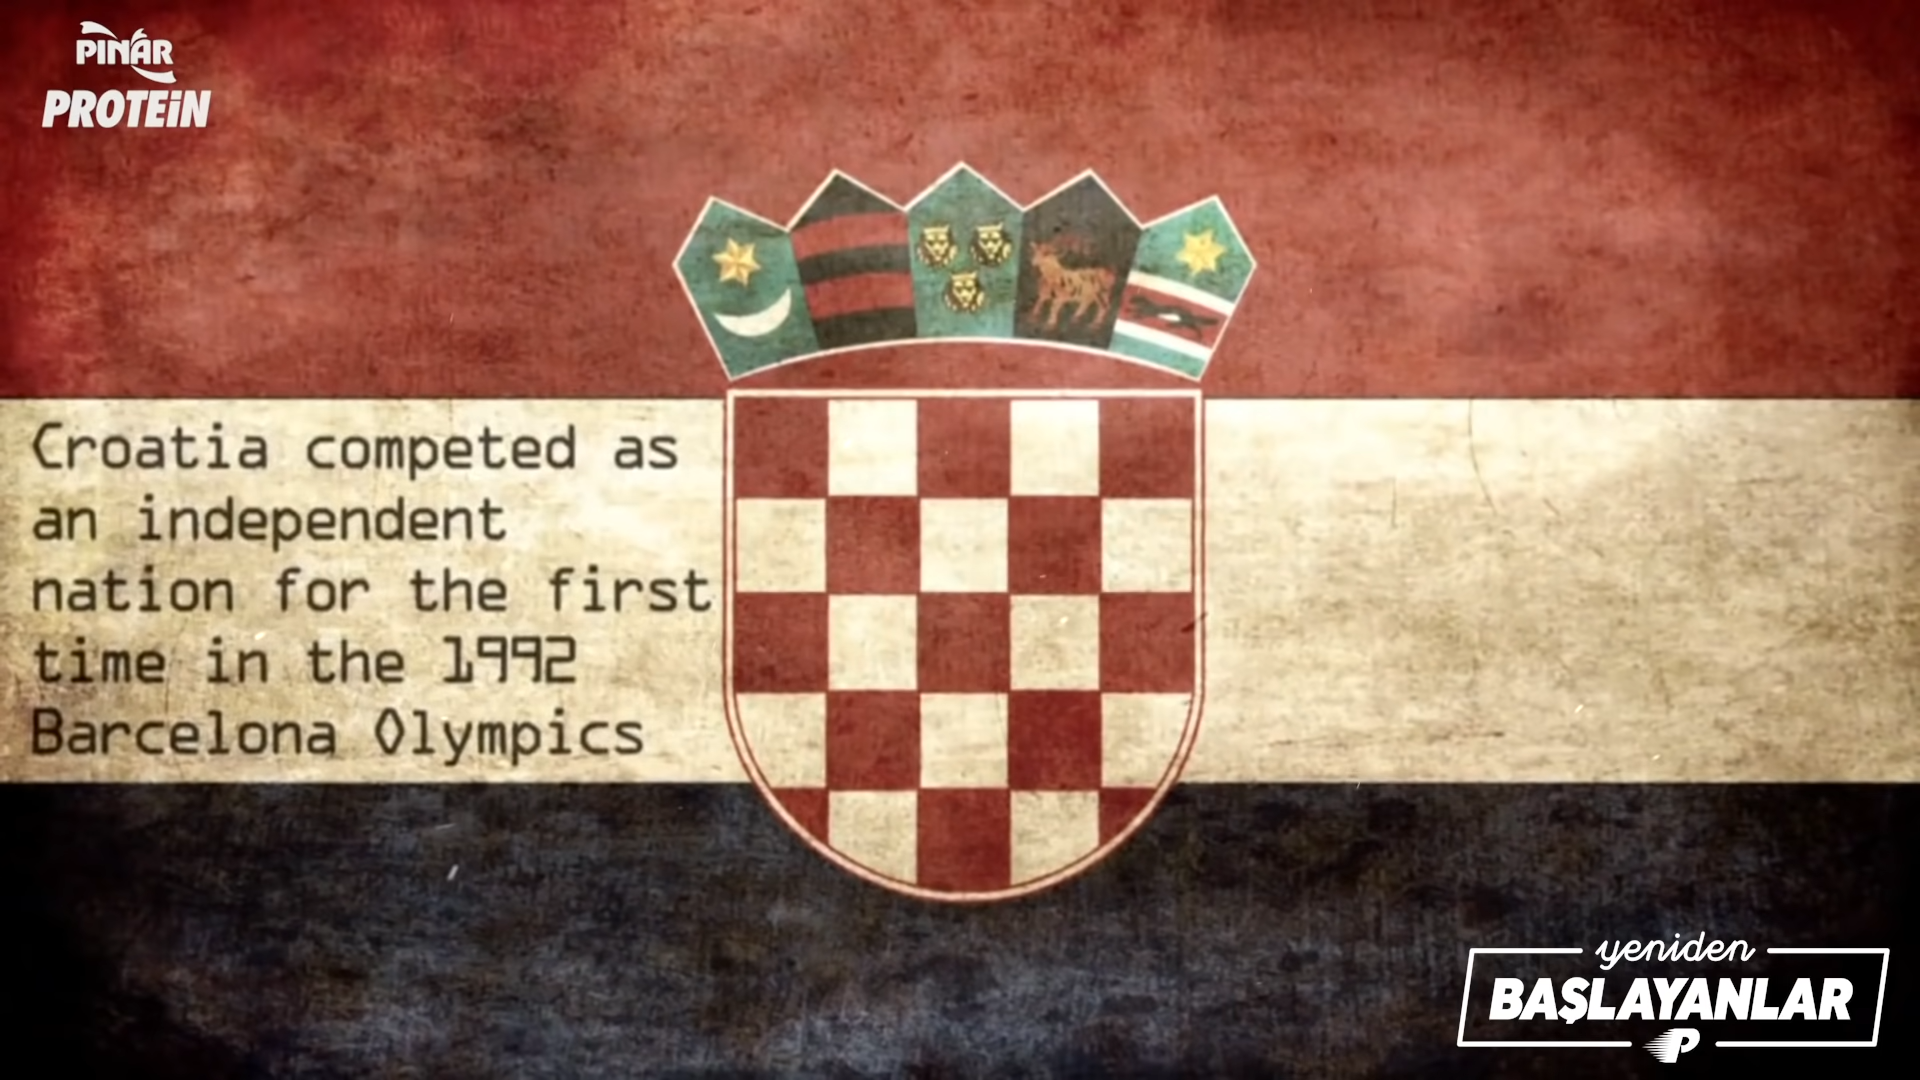 PINAR
PROTEiN
Croatia competed as
an independent
nation for the first
time in the 1992
Barcelona Olympics
yeniden
BAŞLAYANLAR
P